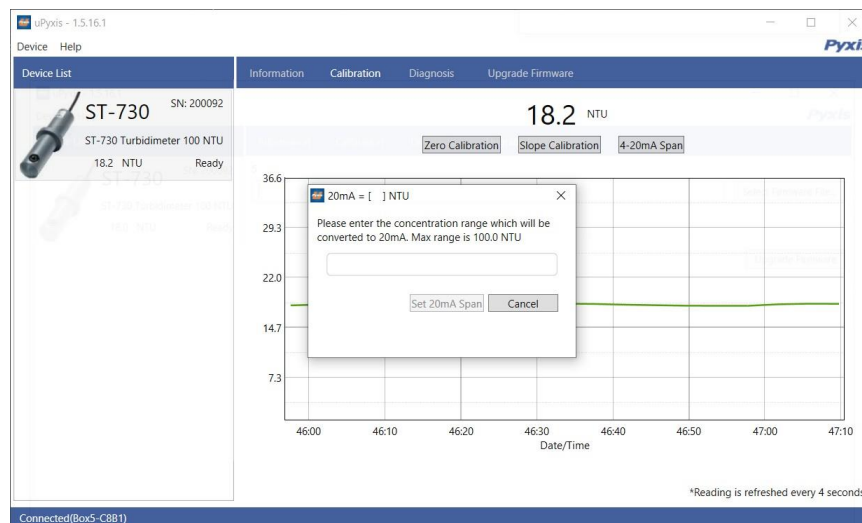 uPyxis - 1.5.16.1
Device Help
Pyxis
Device List
Information Calibration Diagnosis Upgrade Firmware
ST-730 SN: 200092
ST-730 Turbidimeter 100 NTU
18.2 NTU Ready
18.2 NTU
Zero Calibration Slope Calibration 4-20mA Span
20mA = [ ] NTU
Please enter the concentration range which will be
converted to 20mA. Max range is 100.0 NTU
Set 20mA Span Cancel
36.6
29.3
22.0
14.7
7.3
46:00 46:10 46:20 46:30 46:40 46:50 47:00 47:10
Date/Time
*Reading is refreshed every 4 seconds
Connected(Box5-C8B1)